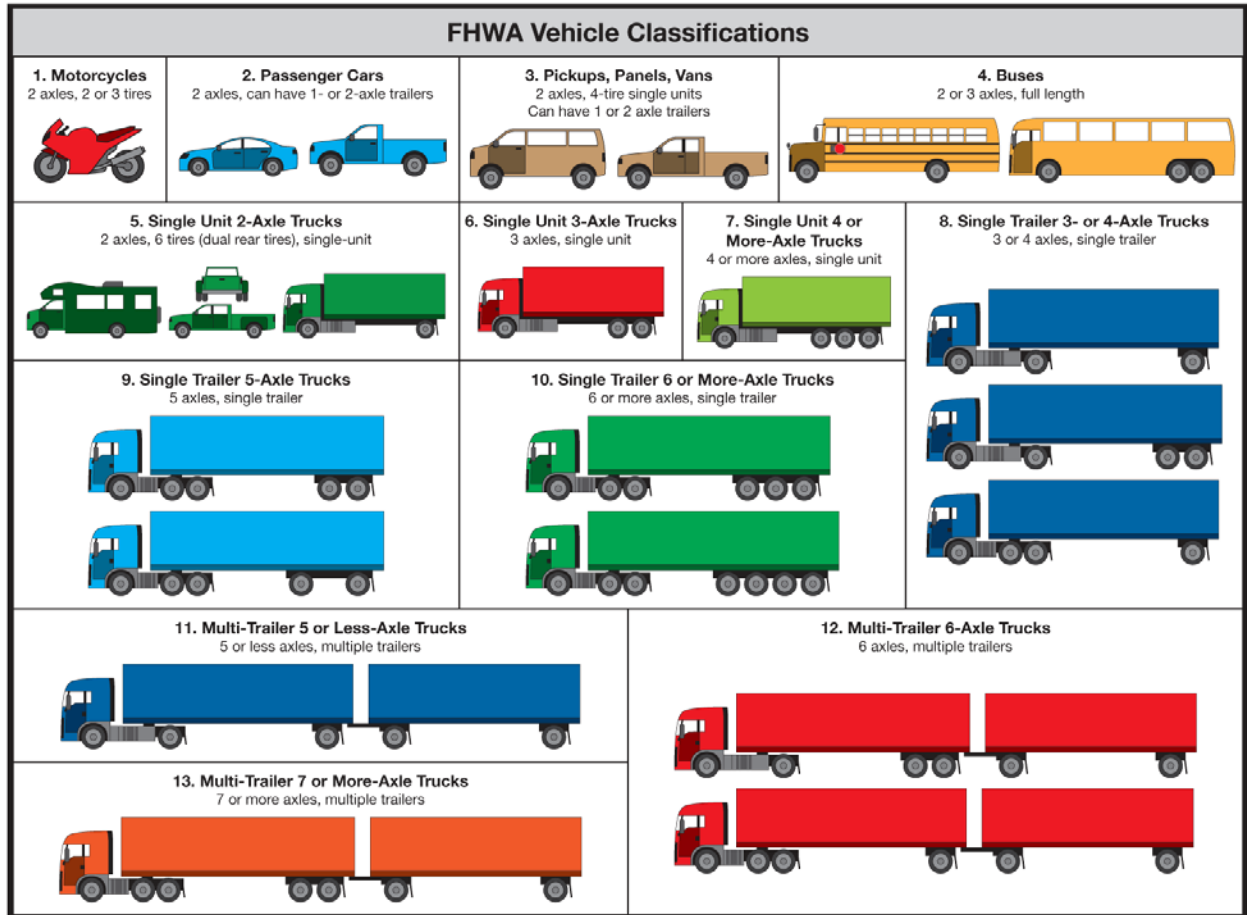 FHWA Vehicle Classifications
1. Motorcycles
2 axles, 2 or 3 tires
2. Passenger Cars
2 axles, can have 1- or 2-axle trailers
3. Pickups, Panels, Vans
2 axles, 4-tire single units
Can have 1 or 2 axle trailers
4. Buses
2 or 3 axles, full length
5. Single Unit 2-Axle Trucks
2 axles, 6 tires (dual rear tires), single-unit
6. Single Unit 3-Axle Trucks
3 axles, single unit
7. Single Unit 4 or
More-Axle Trucks
4 or more axles, single unit
8. Single Trailer 3- or 4-Axle Trucks
3 or 4 axles, single trailer
9. Single Trailer 5-Axle Trucks
5 axles, single trailer
10. Single Trailer 6 or More-Axle Trucks
6 or more axles, single trailer
11. Multi-Trailer 5 or Less-Axle Trucks
5 or less axles, multiple trailers
12. Multi-Trailer 6-Axle Trucks
6 axles, multiple trailers
13. Multi-Trailer 7 or More-Axle Trucks
7 or more axles, multiple trailers